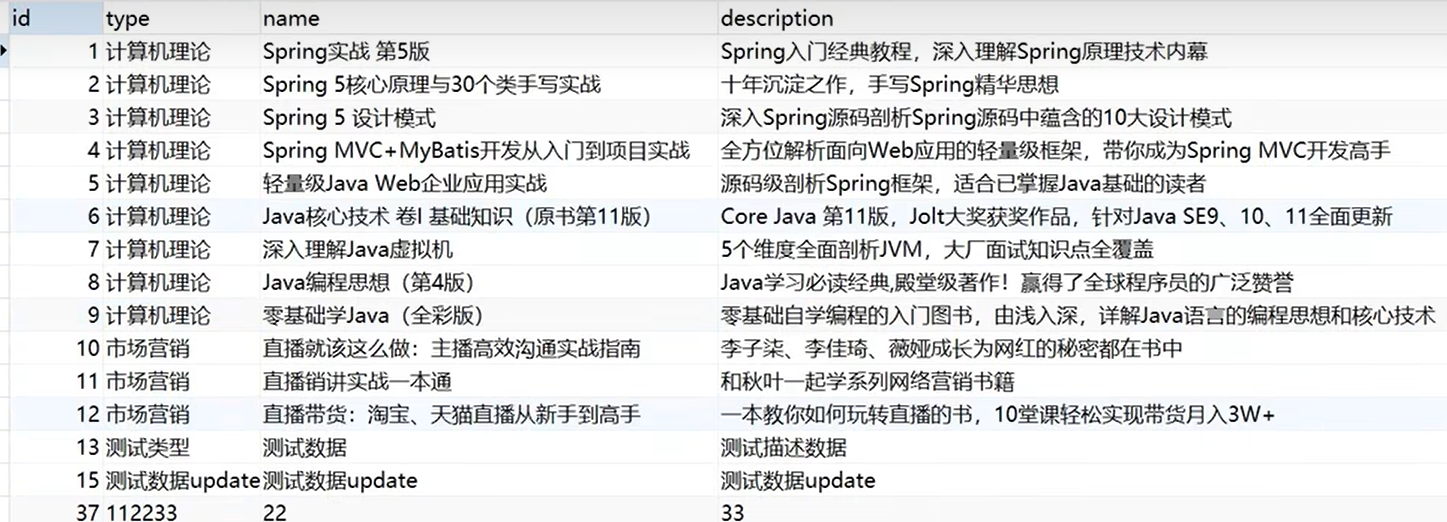 id type name description
1 计算机理论 Spring实战 第5版 Spring入门经典教程，深入理解Spring原理技术内幕
2 计算机理论 Spring 5核心原理与30个类手写实战 十年沉淀之作，手写Spring精华思想
3 计算机理论 Spring 5 设计模式 深入Spring源码剖析Spring源码中蕴含的10大设计模式
4 计算机理论 Spring MVC+MyBatis开发从入门到项目实战 全方位解析面向Web应用的轻量级框架，带你成为Spring MVC开发高手
5 计算机理论 轻量级Java Web企业应用实战 源码级剖析Spring框架，适合已掌握Java基础的读者
6 计算机理论 Java核心技术 卷I 基础知识（原书第11版） Core Java 第11版，Jolt大奖获奖作品，针对Java SE9、10、11全面更新
7 计算机理论 深入理解Java虚拟机 5个维度全面剖析JVM，大厂面试知识点全覆盖
8 计算机理论 Java编程思想（第4版） Java学习必读经典,殿堂级著作！赢得了全球程序员的广泛赞誉
9 计算机理论 零基础学Java（全彩版） 零基础自学编程的入门图书，由浅入深，详解Java语言的编程思想和核心技术
10 市场营销 直播就该这么做：主播高效沟通实战指南 李子柒、李佳琦、薇娅成长为网红的秘密都在书中
11 市场营销 直播销讲实战一本通 和秋叶一起学系列网络营销书籍
12 市场营销 直播带货：淘宝、天猫直播从新手到高手 一本教你如何玩转直播的书，10堂课轻松实现带货月入3W+
13 测试类型 测试数据 测试描述数据
15 测试数据update 测试数据update 测试数据update
37 112233 22 33